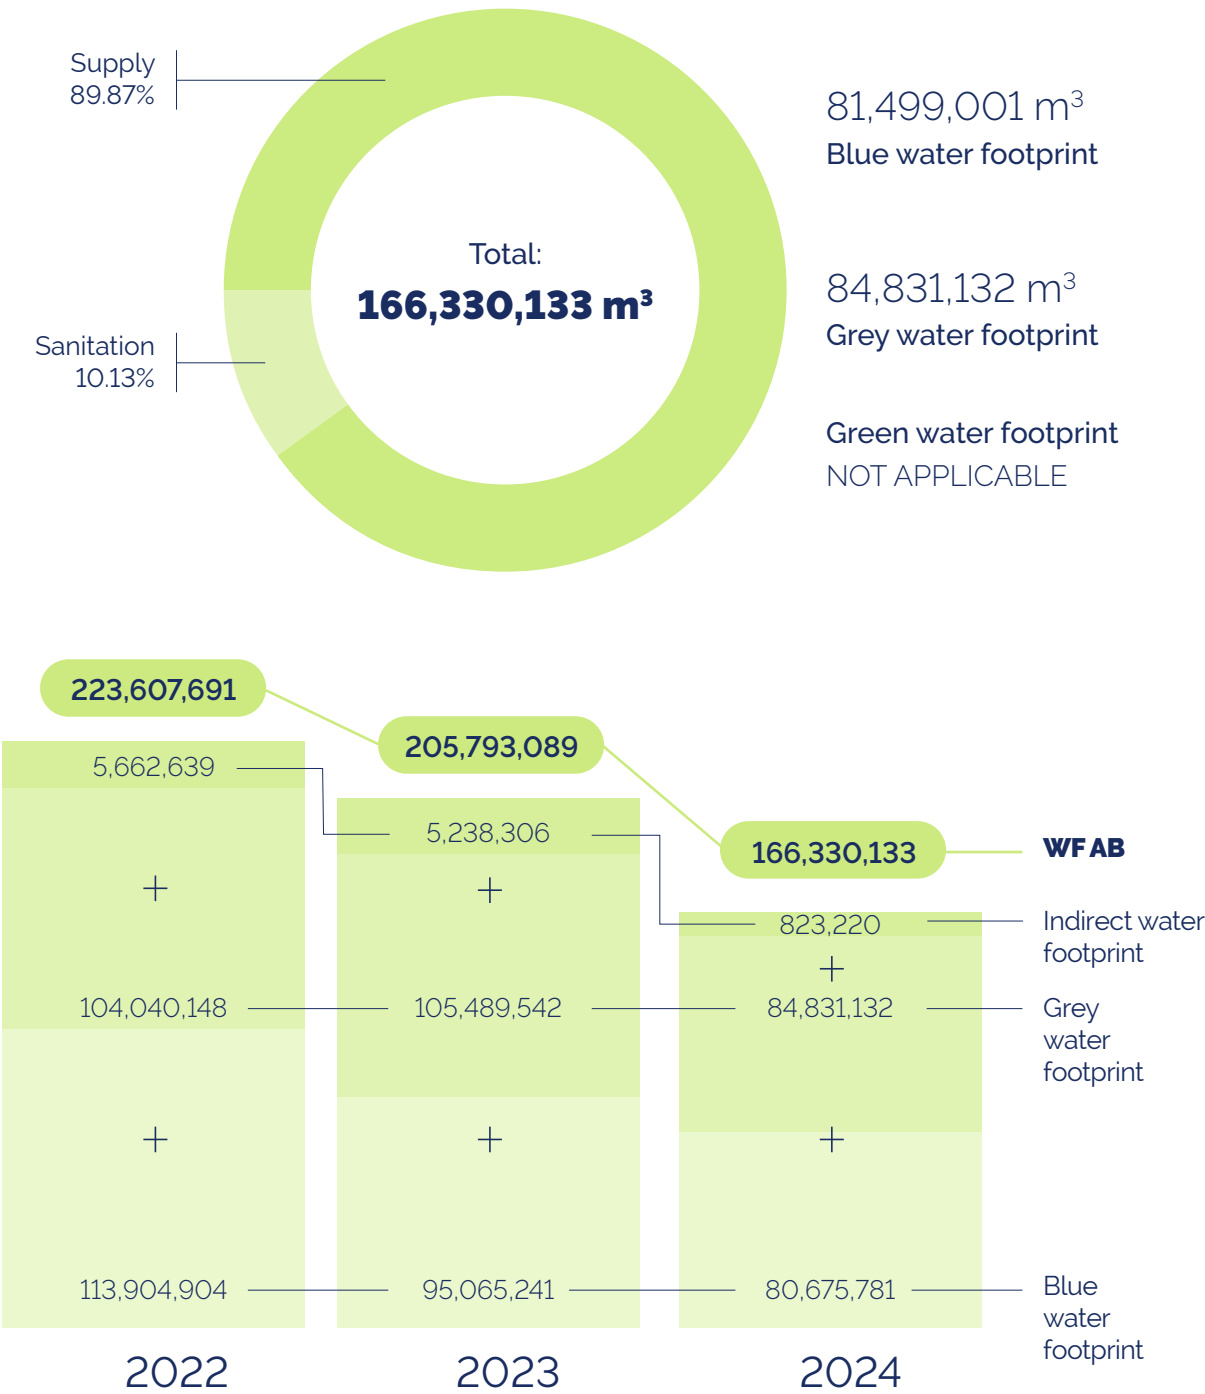 Supply
89.87%
Sanitation
10.13%
Total:
166,330,133 m³
81,499,001 m³
Blue water footprint
84,831,132 m³
Grey water footprint
Green water footprint
NOT APPLICABLE
223,607,691
205,793,089
166,330,133
WF AB
5,662,639
5,238,306
823,220
Indirect water
footprint
+
+
+
104,040,148
105,489,542
84,831,132
Grey
water
footprint
+
+
+
113,904,904
95,065,241
80,675,781
Blue
water
footprint
2022
2023
2024